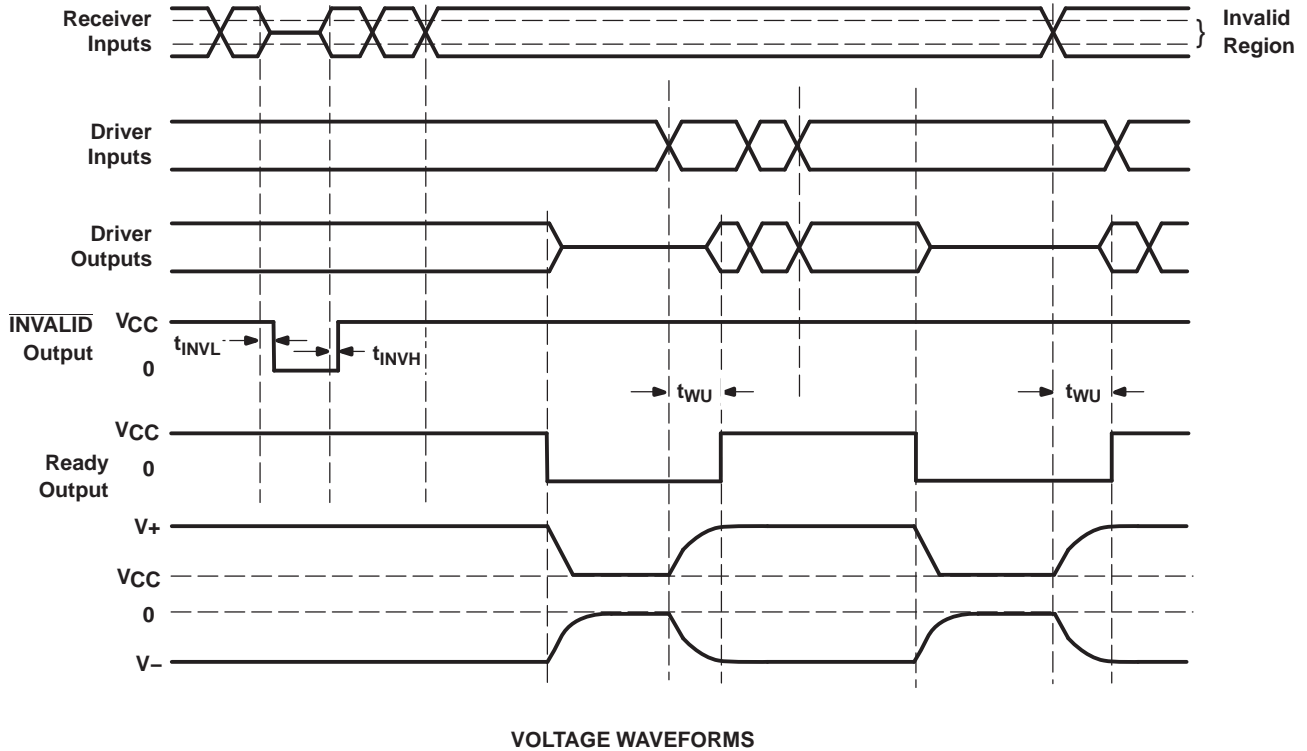 Receiver
Inputs
Invalid
Region
}
Driver
Inputs
Driver
Outputs
INVALID
Output
VCC
0
tINVL
tINVH
tWU
tWU
Ready
Output
VCC
0
V+
VCC
0
V–
VOLTAGE WAVEFORMS